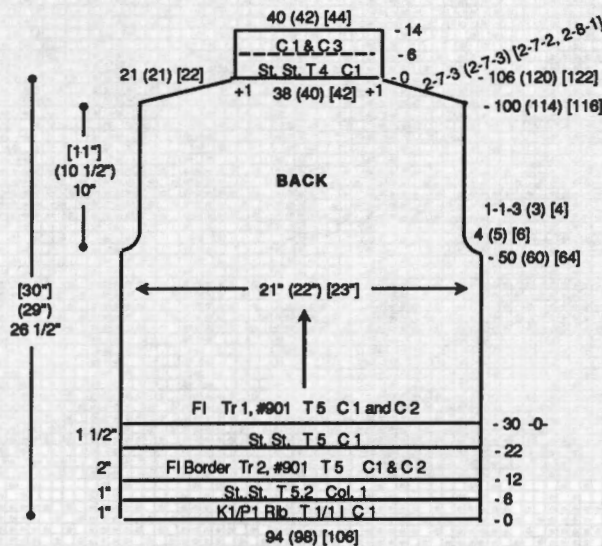 40 (42) [44]
- 14
C 1 & C 3
- 6
St. St. T 4 C1
- 0
21 (21) [22]
2-7-3 (2-7-3) [2-7-2, 2-8-1]
- 106 (120) [122]
+1 38 (40) [42] +1
- 100 (114) [116]
[11"]
(10 1/2")
10"
BACK
1-1-3 (3) [4]
4 (5) [6]
- 50 (60) [64]
21" (22") [23"]
[30"]
(29")
26 1/2"
FI Tr 1, #901 T 5 C 1 and C 2
- 30 -0-
1 1/2"
St. St. T 5 C 1
- 22
2"
FI Border Tr 2, #901 T 5 C1 & C 2
- 12
1"
St. St. T 5.2 Col. 1
- 6
1"
K1/P1 Rib T 1/1 I C 1
- 0
94 (98) [106]